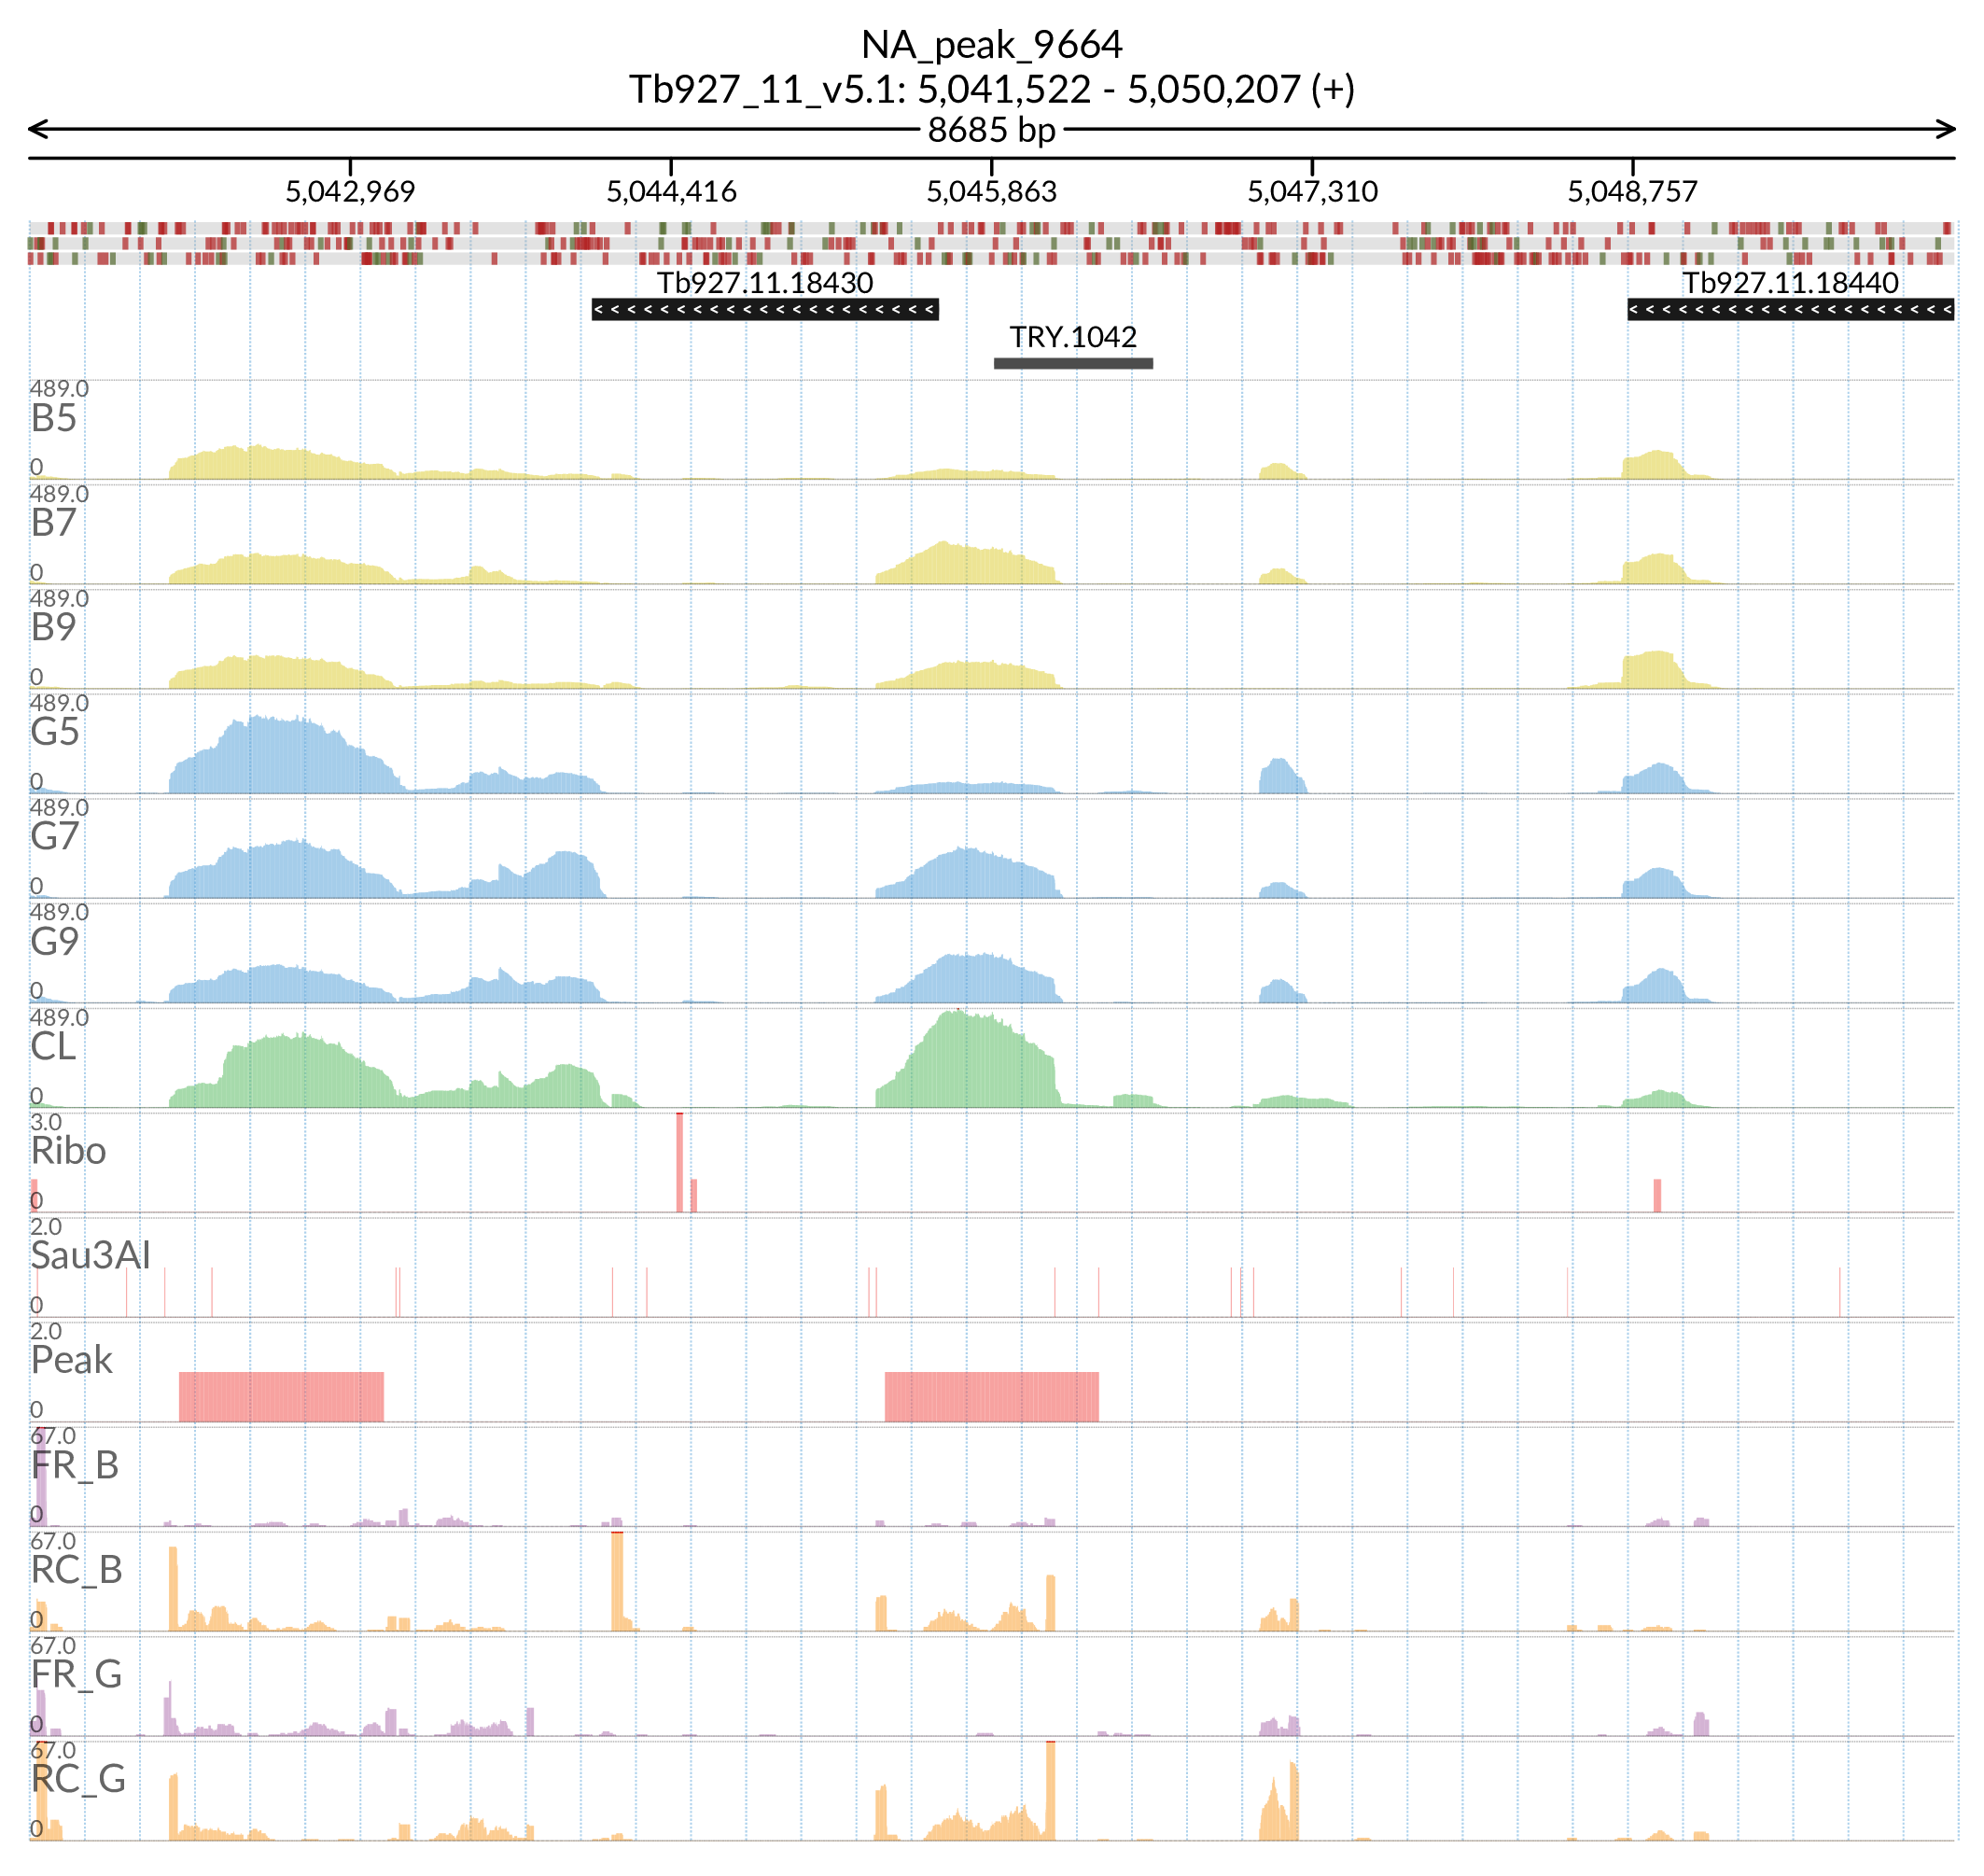 NA_peak_9664
Tb927_11_v5.1: 5,041,522 - 5,050,207 (+)
8685 bp
5,042,969 5,044,416 5,045,863 5,047,310 5,048,757
Tb927.11.18430 Tb927.11.18440
TRY.1042
489.0
B5
0
489.0
B7
0
489.0
B9
0
489.0
G5
0
489.0
G7
0
489.0
G9
0
489.0
CL
0
3.0
Ribo
0
2.0
Sau3AI
0
2.0
Peak
0
67.0
FR_B
0
67.0
RC_B
0
67.0
FR_G
0
67.0
RC_G
0